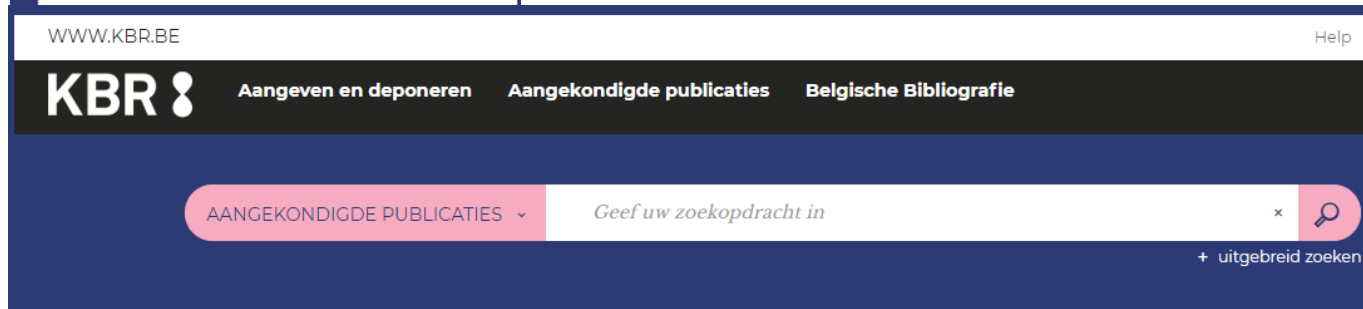 WWW.KBR.BE Help
KBR Aangeven en deponeren Aangekondigde publicaties Belgische Bibliografie
AANGEKONDIGDE PUBLICATIES Geef uw zoekopdracht in ×
+ uitgebreid zoeken